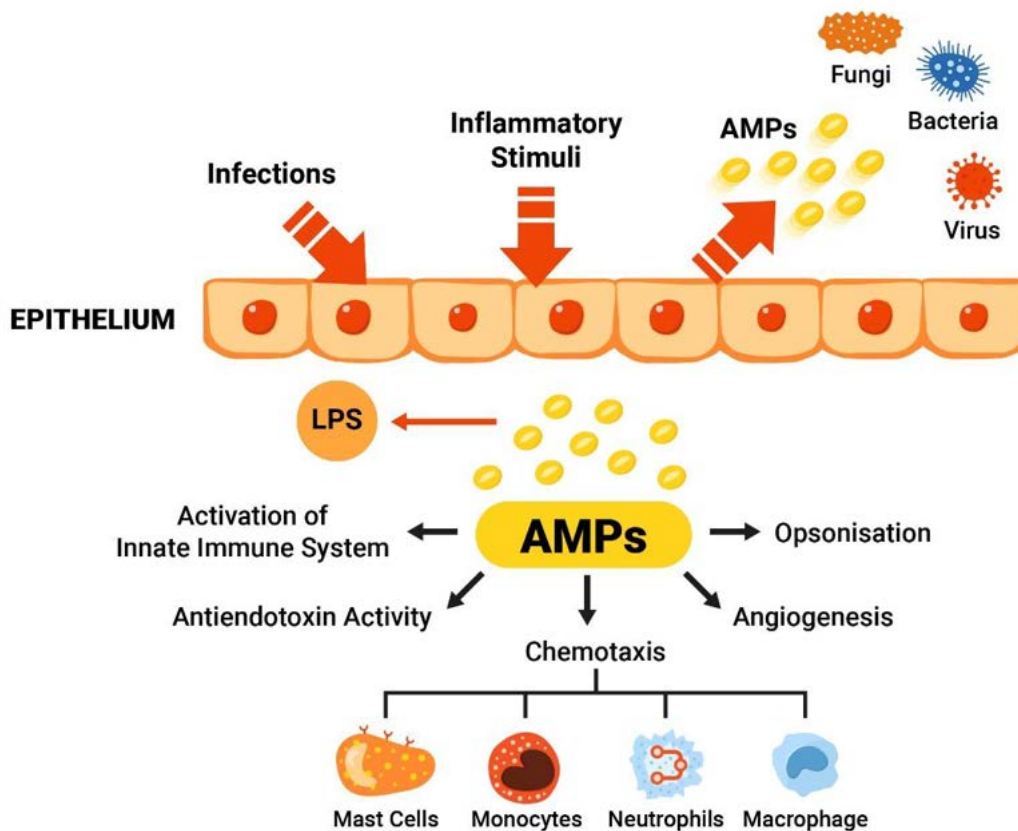 Fungi
Bacteria
Virus
AMPs
Inflammatory
Stimuli
Infections
EPITHELIUM
LPS
AMPs
Activation of
Innate Immune System
Opsonisation
Antiendotoxin Activity
Angiogenesis
Chemotaxis
Mast Cells
Monocytes
Neutrophils
Macrophage